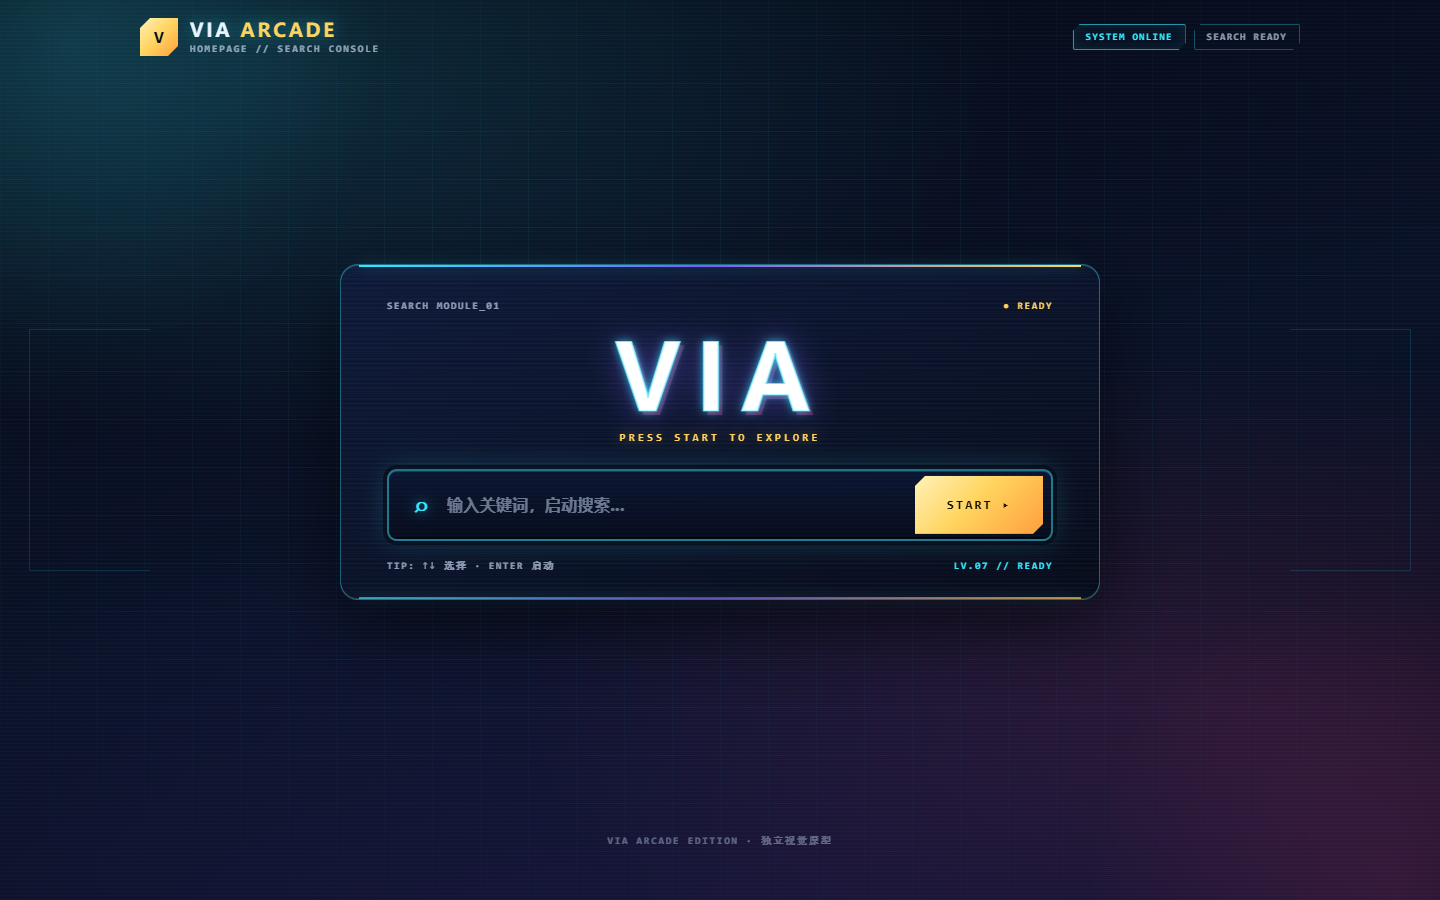 V
VIA ARCADE
HOMEPAGE // SEARCH CONSOLE
SYSTEM ONLINE
SEARCH READY
SEARCH MODULE_01
● READY
VIA
PRESS START TO EXPLORE
⌕ 输入关键词，启动搜索...
START ▸
TIP: ↑↓ 选择 · ENTER 启动
LV.07 // READY
VIA ARCADE EDITION · 独立视觉原型